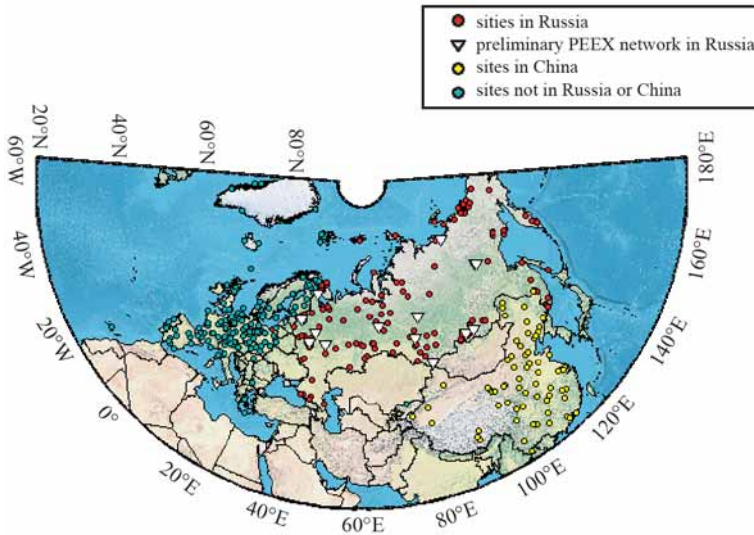 sities in Russia
preliminary PEEX network in Russia
sites in China
sites not in Russia or China
20°N
40°N
60°N
80°N
60°W
40°W
20°W
0°
20°E
40°E
60°E
80°E
100°E
120°E
140°E
160°E
180°E